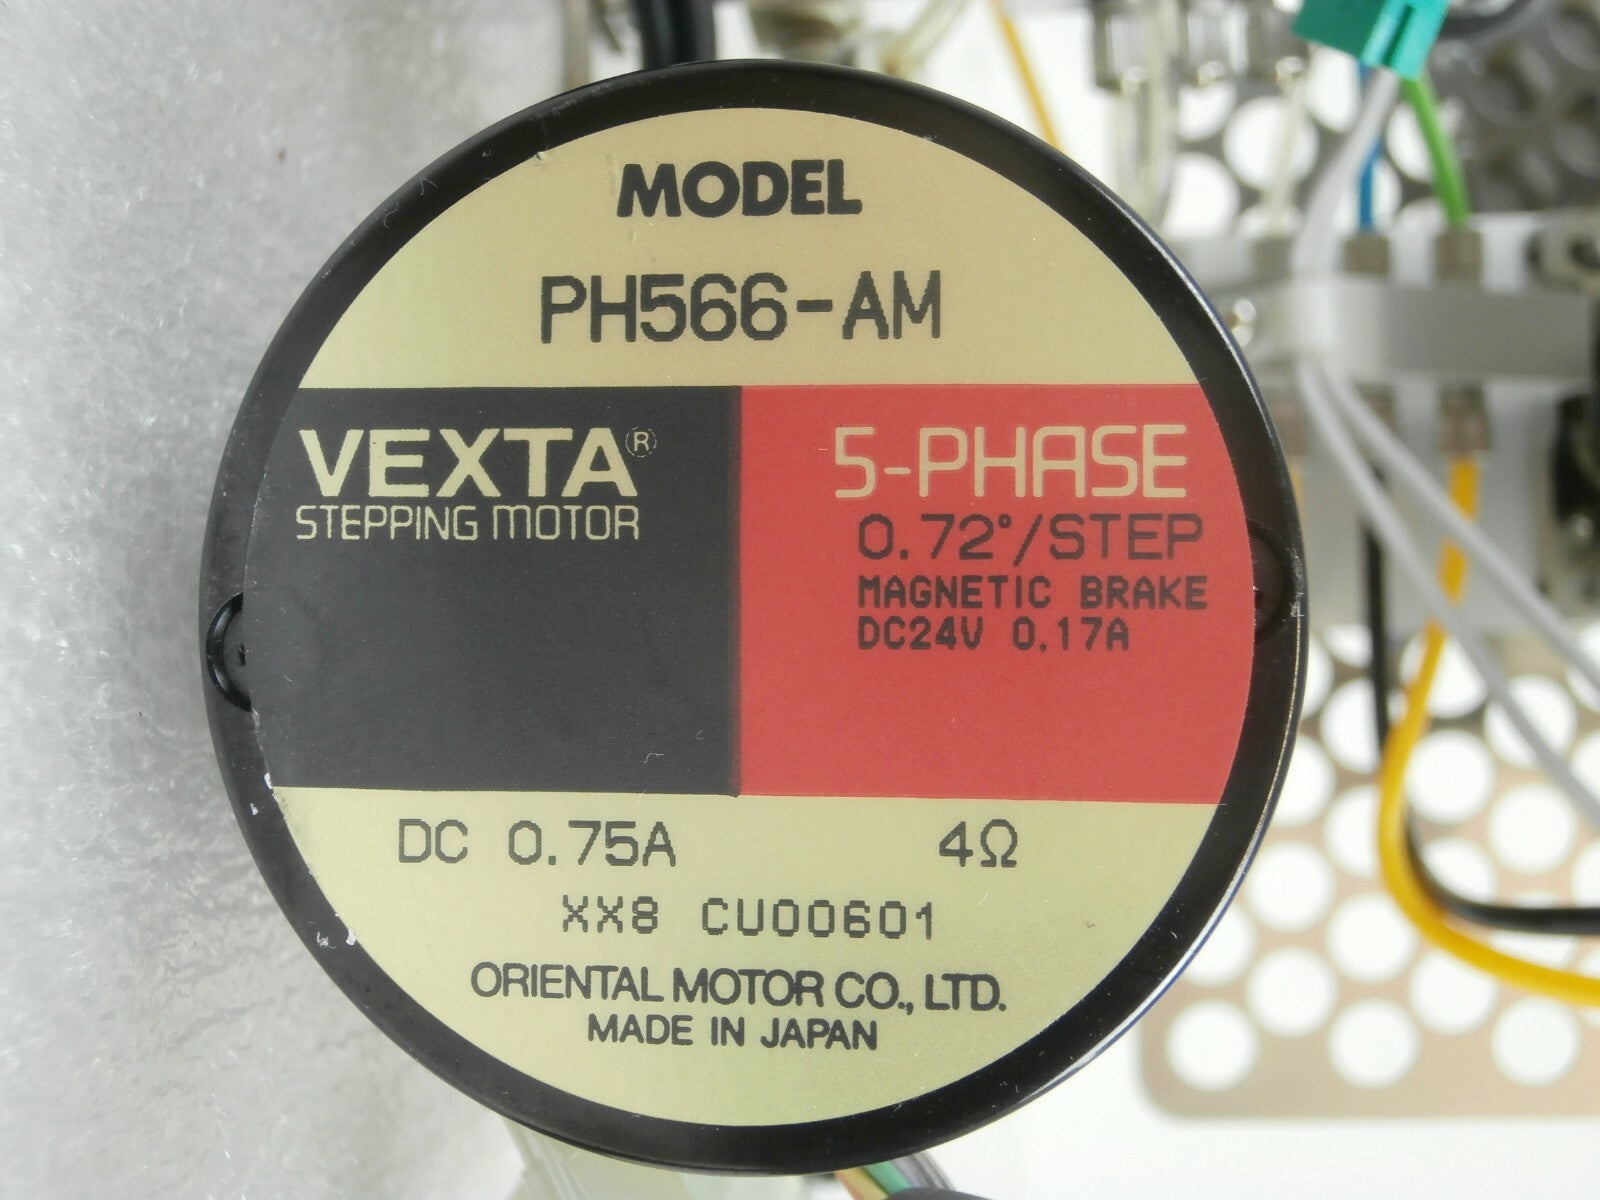 MODEL
PH566-AM
VEXTA®
STEPPING MOTOR
5-PHASE
0.72°/STEP
MAGNETIC BRAKE
DC24V 0.17A
DC 0.75A 4Ω
XX8 CU00601
ORIENTAL MOTOR CO., LTD.
MADE IN JAPAN